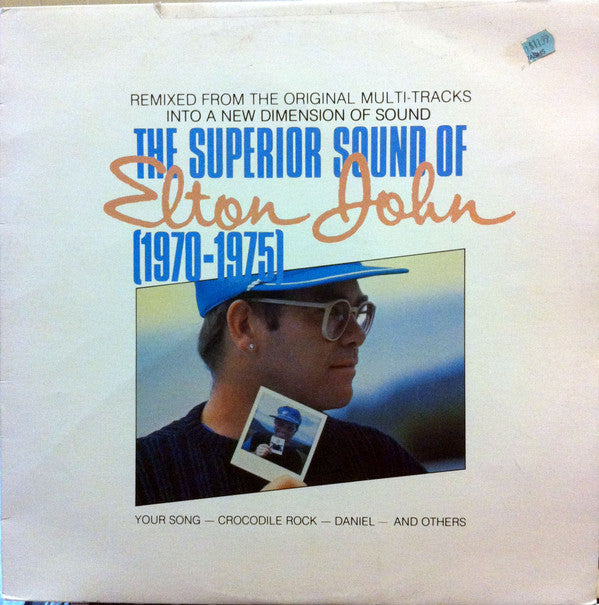 REMIXED FROM THE ORIGINAL MULTI-TRACKS
INTO A NEW DIMENSION OF SOUND
THE SUPERIOR SOUND OF
Elton John
(1970-1975)
YOUR SONG — CROCODILE ROCK — DANIEL — AND OTHERS